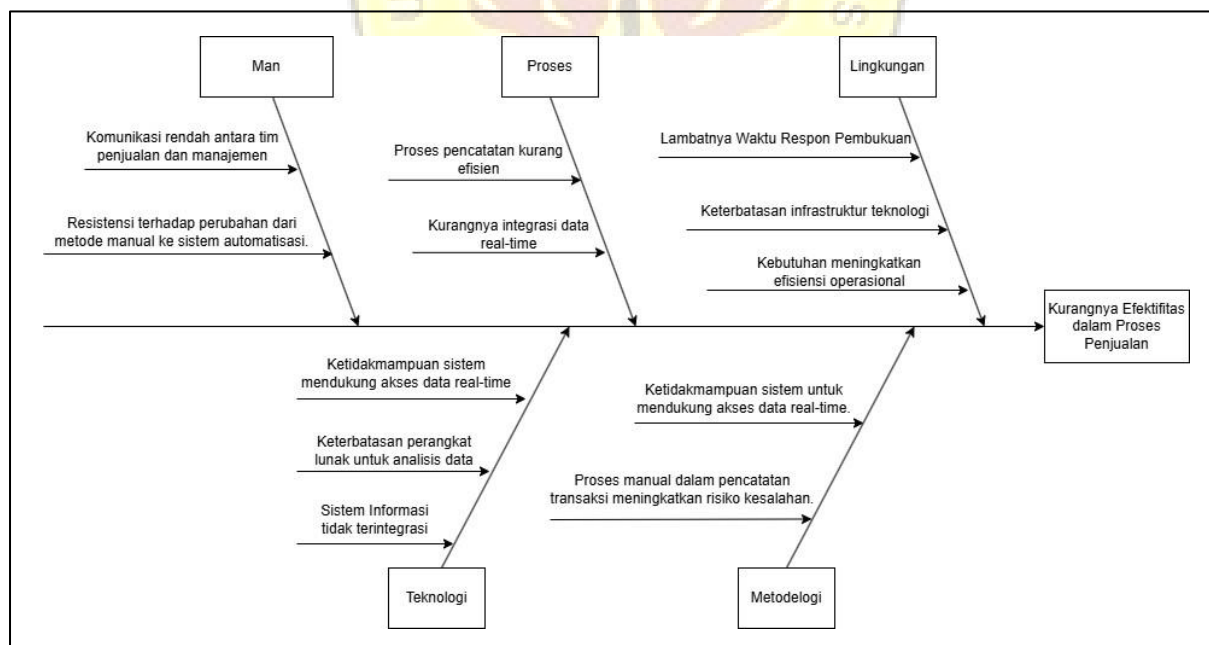 Man
Proses
Lingkungan
Komunikasi rendah antara tim
penjualan dan manajemen
Resistensi terhadap perubahan dari
metode manual ke sistem automatisasi.
Proses pencatatan kurang
efisien
Kurangnya integrasi data
real-time
Lambatnya Waktu Respon Pembukuan
Keterbatasan infrastruktur teknologi
Kebutuhan meningkatkan
efisiensi operasional
Kurangnya Efektifitas
dalam Proses
Penjualan
Ketidakmampuan sistem
mendukung akses data real-time
Keterbatasan perangkat
lunak untuk analisis data
Sistem Informasi
tidak terintegrasi
Ketidakmampuan sistem untuk
mendukung akses data real-time.
Proses manual dalam pencatatan
transaksi meningkatkan risiko kesalahan.
Teknologi
Metodelogi